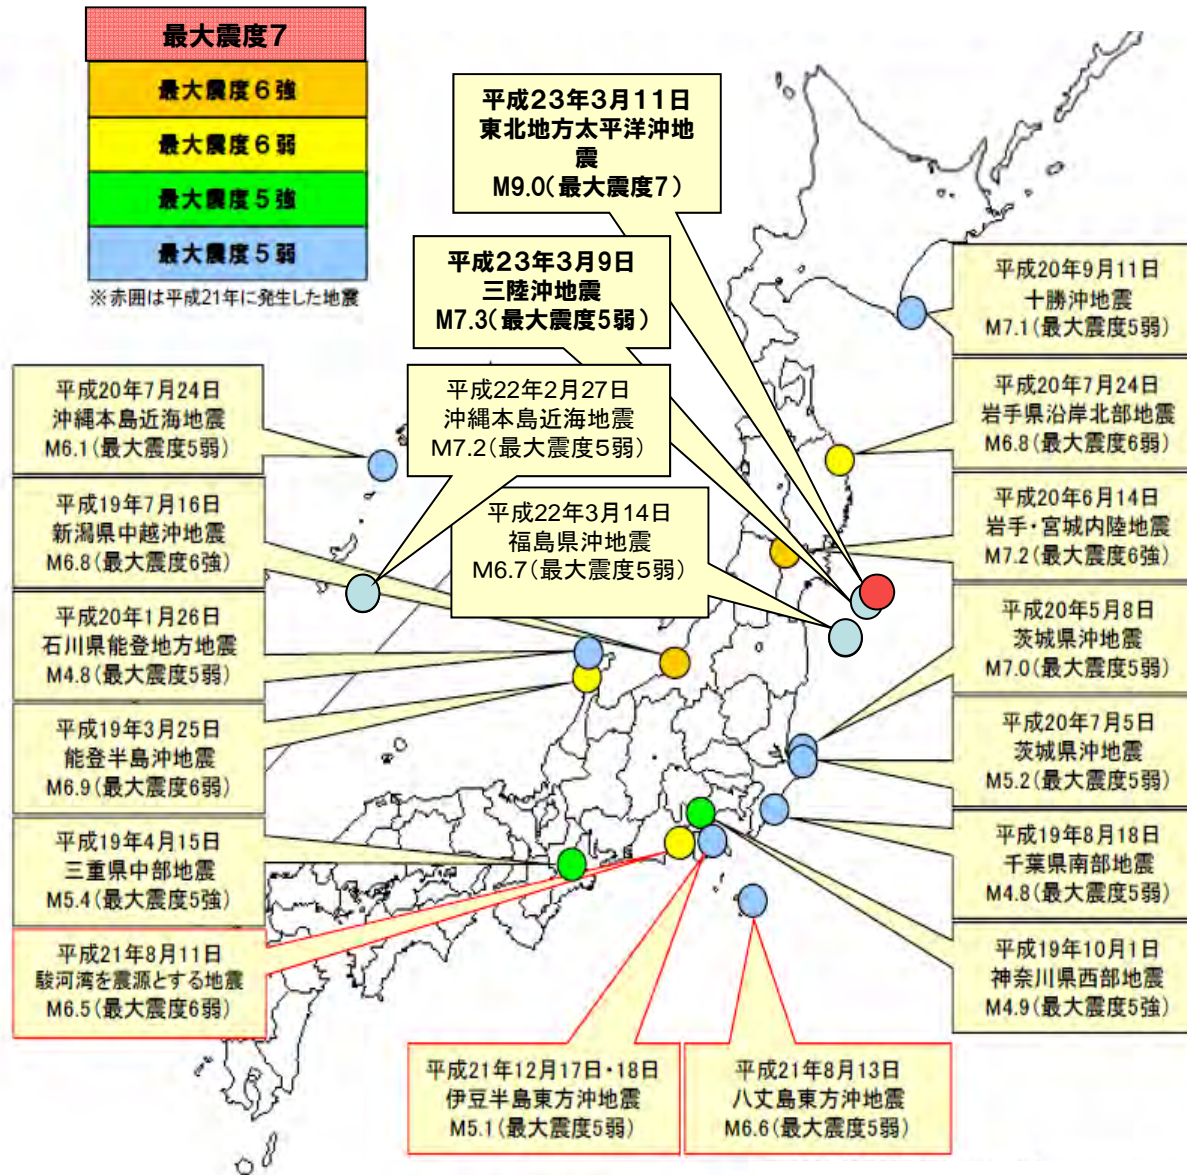 最大震度7
最大震度6強
最大震度6弱
最大震度5強
最大震度5弱
※赤囲は平成21年に発生した地震
平成23年3月11日
東北地方太平洋沖地
震
M9.0(最大震度7)
平成23年3月9日
三陸沖地震
M7.3(最大震度5弱)
平成22年2月27日
沖縄本島近海地震
M7.2(最大震度5弱)
平成22年3月14日
福島県沖地震
M6.7(最大震度5弱)
平成20年7月24日
沖縄本島近海地震
M6.1(最大震度5弱)
平成19年7月16日
新潟県中越沖地震
M6.8(最大震度6強)
平成20年1月26日
石川県能登地方地震
M4.8(最大震度5弱)
平成19年3月25日
能登半島沖地震
M6.9(最大震度6弱)
平成19年4月15日
三重県中部地震
M5.4(最大震度5強)
平成21年8月11日
駿河湾を震源とする地震
M6.5(最大震度6弱)
平成20年9月11日
十勝沖地震
M7.1(最大震度5弱)
平成20年7月24日
岩手県沿岸北部地震
M6.8(最大震度6弱)
平成20年6月14日
岩手・宮城内陸地震
M7.2(最大震度6強)
平成20年5月8日
茨城県沖地震
M7.0(最大震度5弱)
平成20年7月5日
茨城県沖地震
M5.2(最大震度5弱)
平成19年8月18日
千葉県南部地震
M4.8(最大震度5弱)
平成19年10月1日
神奈川県西部地震
M4.9(最大震度5強)
平成21年12月17日・18日
伊豆半島東方沖地震
M5.1(最大震度5弱)
平成21年8月13日
八丈島東方沖地震
M6.6(最大震度5弱)